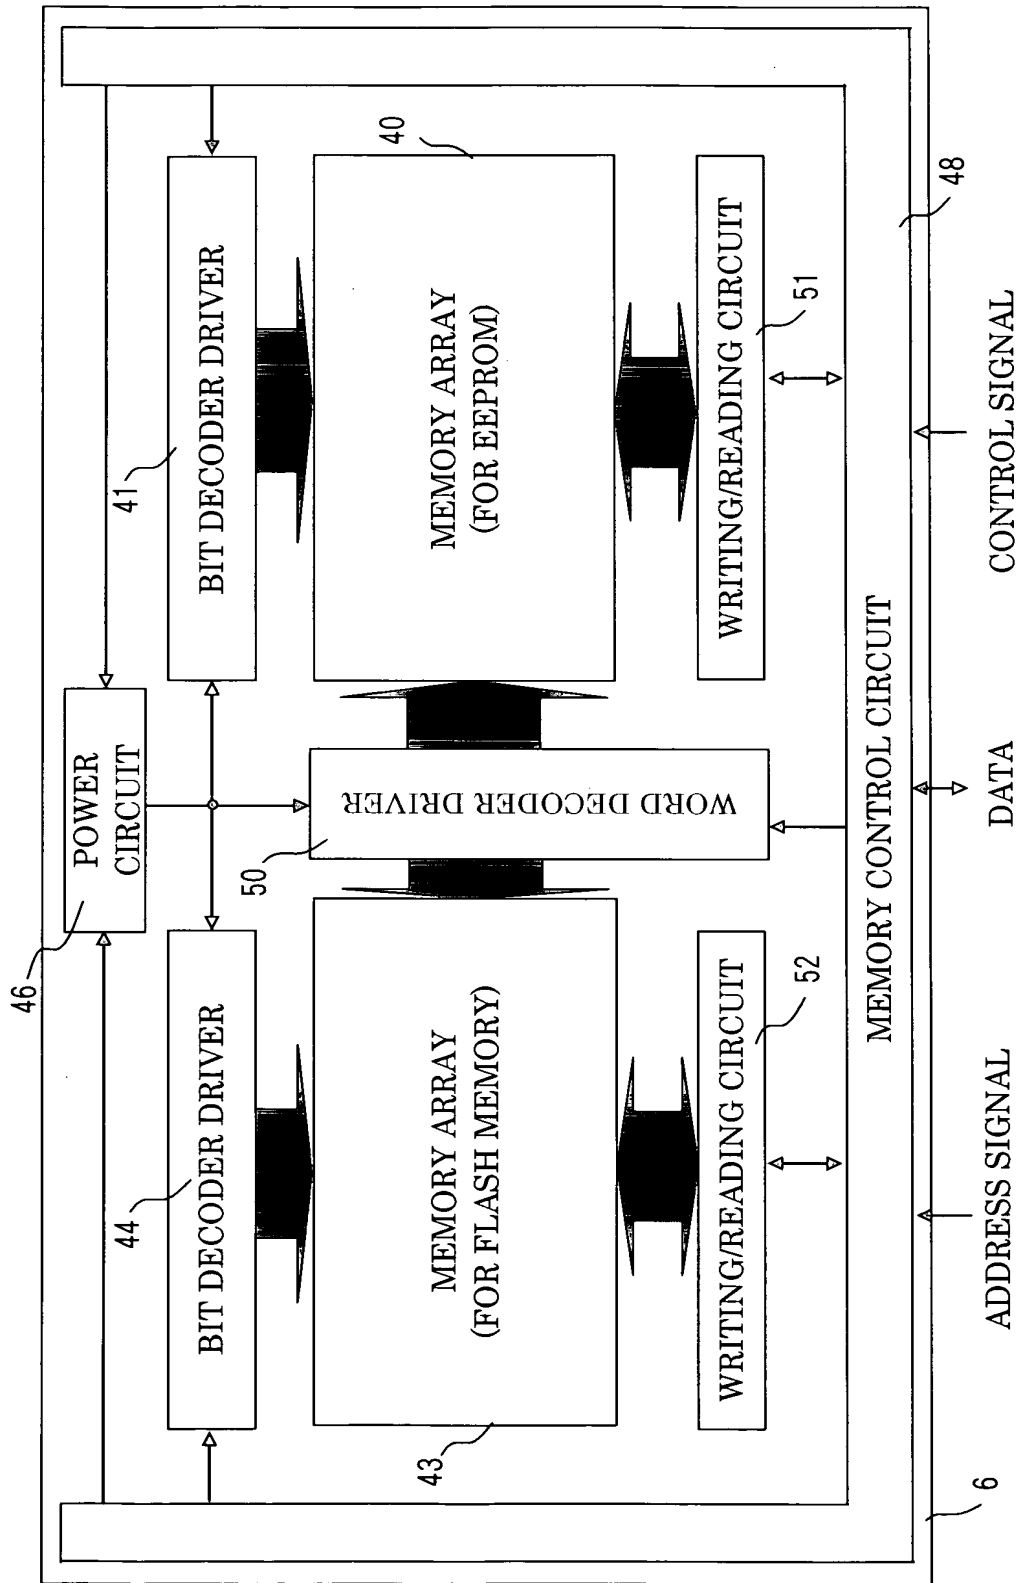 46
POWER
CIRCUIT
44
BIT DECODER DRIVER
41
BIT DECODER DRIVER
43
MEMORY ARRAY
(FOR FLASH MEMORY)
50
WORD DECODER DRIVER
40
MEMORY ARRAY
(FOR EEPROM)
WRITING/READING CIRCUIT
52
WRITING/READING CIRCUIT
51
MEMORY CONTROL CIRCUIT
48
6
ADDRESS SIGNAL
DATA
CONTROL SIGNAL